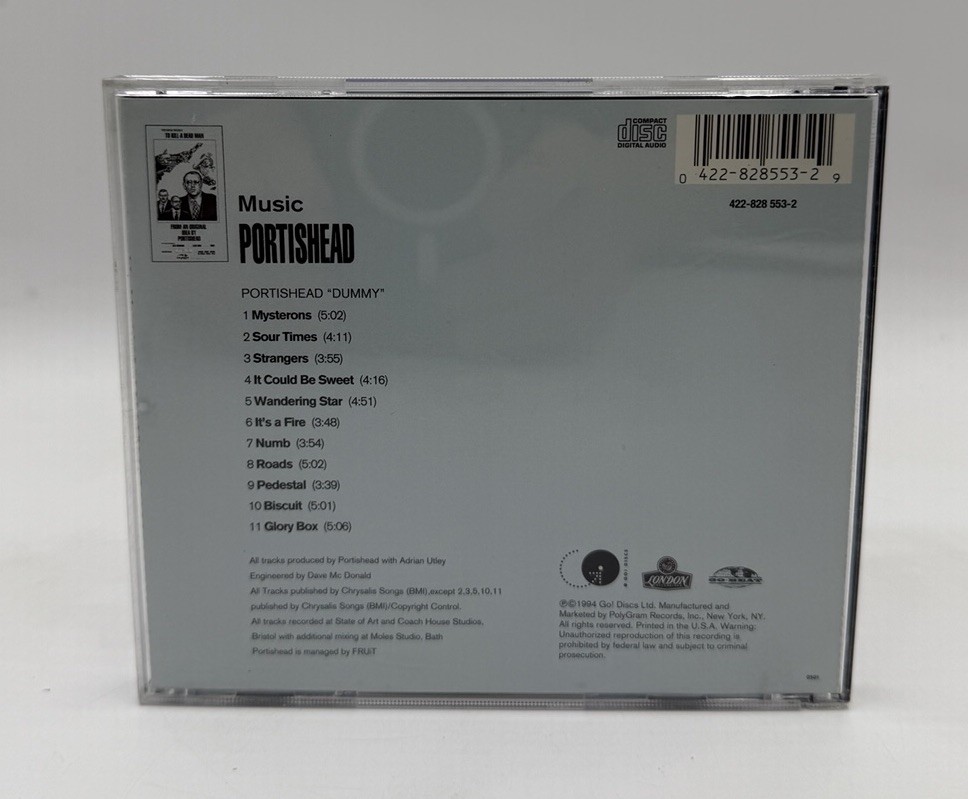 TO KILL A DEAD MAN
FROM AN ORIGINAL
IDEA BY
PORTISHEAD
COMPACT
disc
DIGITAL AUDIO
0 422-828553-2 9
422-828 553-2
Music
PORTISHEAD
PORTISHEAD “DUMMY”
1 Mysterons (5:02)
2 Sour Times (4:11)
3 Strangers (3:55)
4 It Could Be Sweet (4:16)
5 Wandering Star (4:51)
6 It's a Fire (3:48)
7 Numb (3:54)
8 Roads (5:02)
9 Pedestal (3:39)
10 Biscuit (5:01)
11 Glory Box (5:06)
All tracks produced by Portishead with Adrian Utley
Engineered by Dave Mc Donald
All Tracks published by Chrysalis Songs (BMI),except 2,3,5,10,11
published by Chrysalis Songs (BMI)/Copyright Control.
All tracks recorded at State of Art and Coach House Studios,
Bristol with additional mixing at Moles Studio, Bath
Portishead is managed by FRUiT
LONDON
GO BEAT
℗©1994 Go! Discs Ltd. Manufactured and
Marketed by PolyGram Records, Inc., New York, NY.
All rights reserved. Printed in the U.S.A. Warning:
Unauthorized reproduction of this recording is
prohibited by federal law and subject to criminal
prosecution.